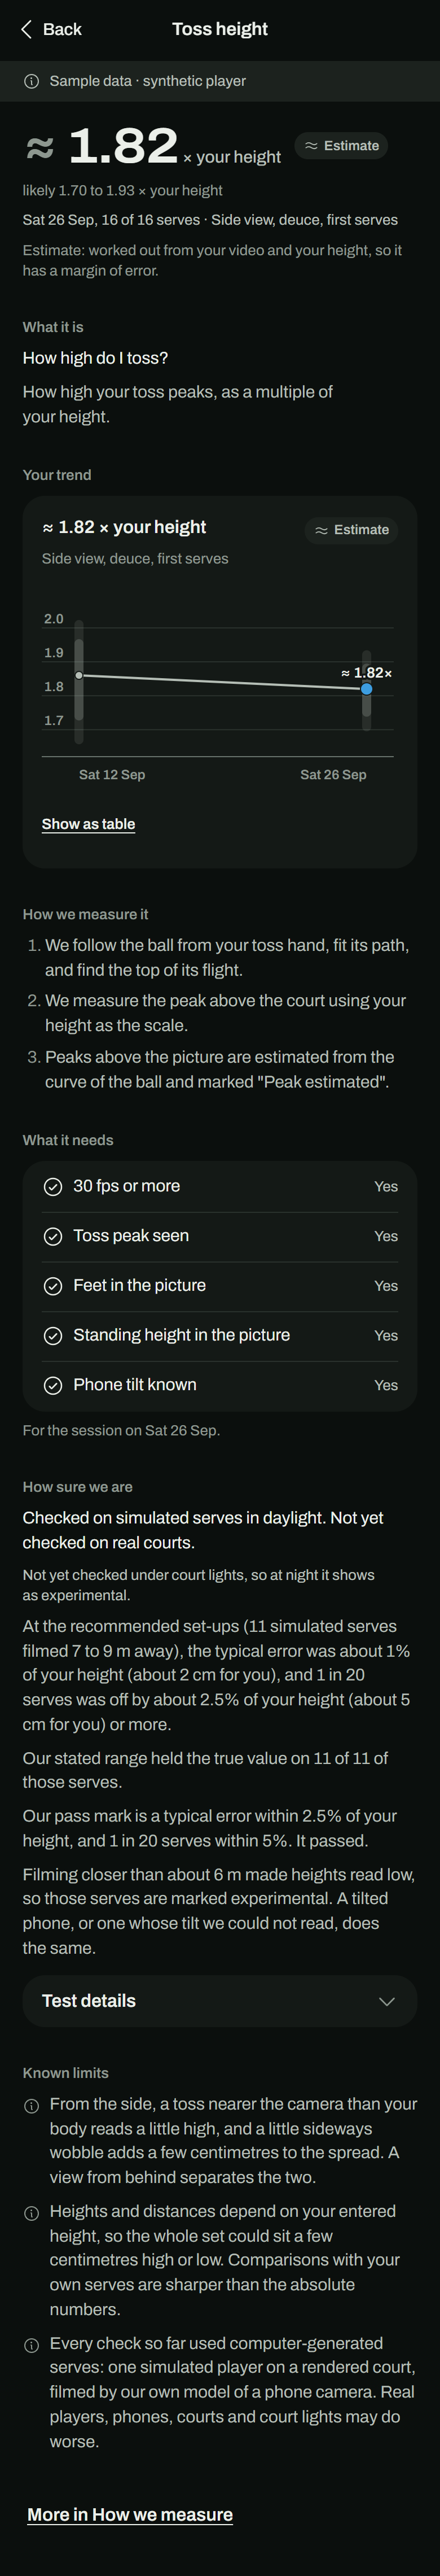 Back
Toss height
Sample data · synthetic player
≈ 1.82 × your height
≈ Estimate
likely 1.70 to 1.93 × your height
Sat 26 Sep, 16 of 16 serves · Side view, deuce, first serves
Estimate: worked out from your video and your height, so it
has a margin of error.
What it is
How high do I toss?
How high your toss peaks, as a multiple of
your height.
Your trend
≈ 1.82 × your height
≈ Estimate
Side view, deuce, first serves
2.0
1.9
≈ 1.82×
1.8
1.7
Sat 12 Sep
Sat 26 Sep
Show as table
How we measure it
1. We follow the ball from your toss hand, fit its path,
and find the top of its flight.
2. We measure the peak above the court using your
height as the scale.
3. Peaks above the picture are estimated from the
curve of the ball and marked "Peak estimated".
What it needs
30 fps or more Yes
Toss peak seen Yes
Feet in the picture Yes
Standing height in the picture Yes
Phone tilt known Yes
For the session on Sat 26 Sep.
How sure we are
Checked on simulated serves in daylight. Not yet
checked on real courts.
Not yet checked under court lights, so at night it shows
as experimental.
At the recommended set-ups (11 simulated serves
filmed 7 to 9 m away), the typical error was about 1%
of your height (about 2 cm for you), and 1 in 20
serves was off by about 2.5% of your height (about 5
cm for you) or more.
Our stated range held the true value on 11 of 11 of
those serves.
Our pass mark is a typical error within 2.5% of your
height, and 1 in 20 serves within 5%. It passed.
Filming closer than about 6 m made heights read low,
so those serves are marked experimental. A tilted
phone, or one whose tilt we could not read, does
the same.
Test details
Known limits
From the side, a toss nearer the camera than your
body reads a little high, and a little sideways
wobble adds a few centimetres to the spread. A
view from behind separates the two.
Heights and distances depend on your entered
height, so the whole set could sit a few
centimetres high or low. Comparisons with your
own serves are sharper than the absolute
numbers.
Every check so far used computer-generated
serves: one simulated player on a rendered court,
filmed by our own model of a phone camera. Real
players, phones, courts and court lights may do
worse.
More in How we measure